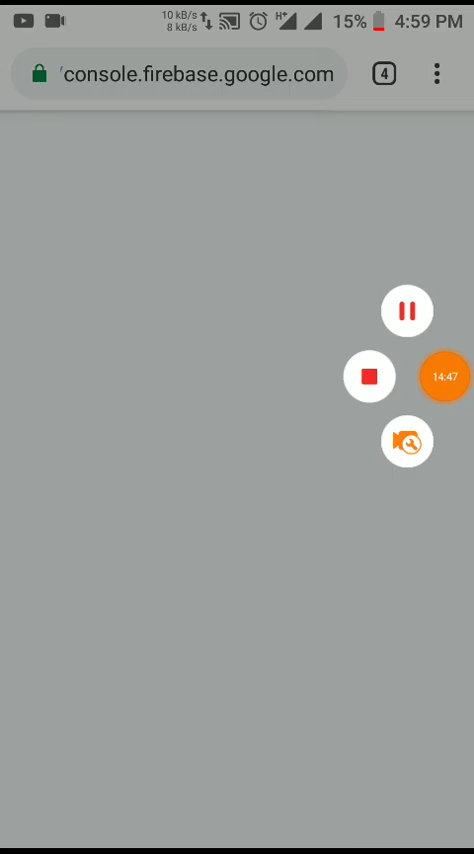 10 kB/s
8 kB/s
H+
15%
4:59 PM
console.firebase.google.com
4
14:47